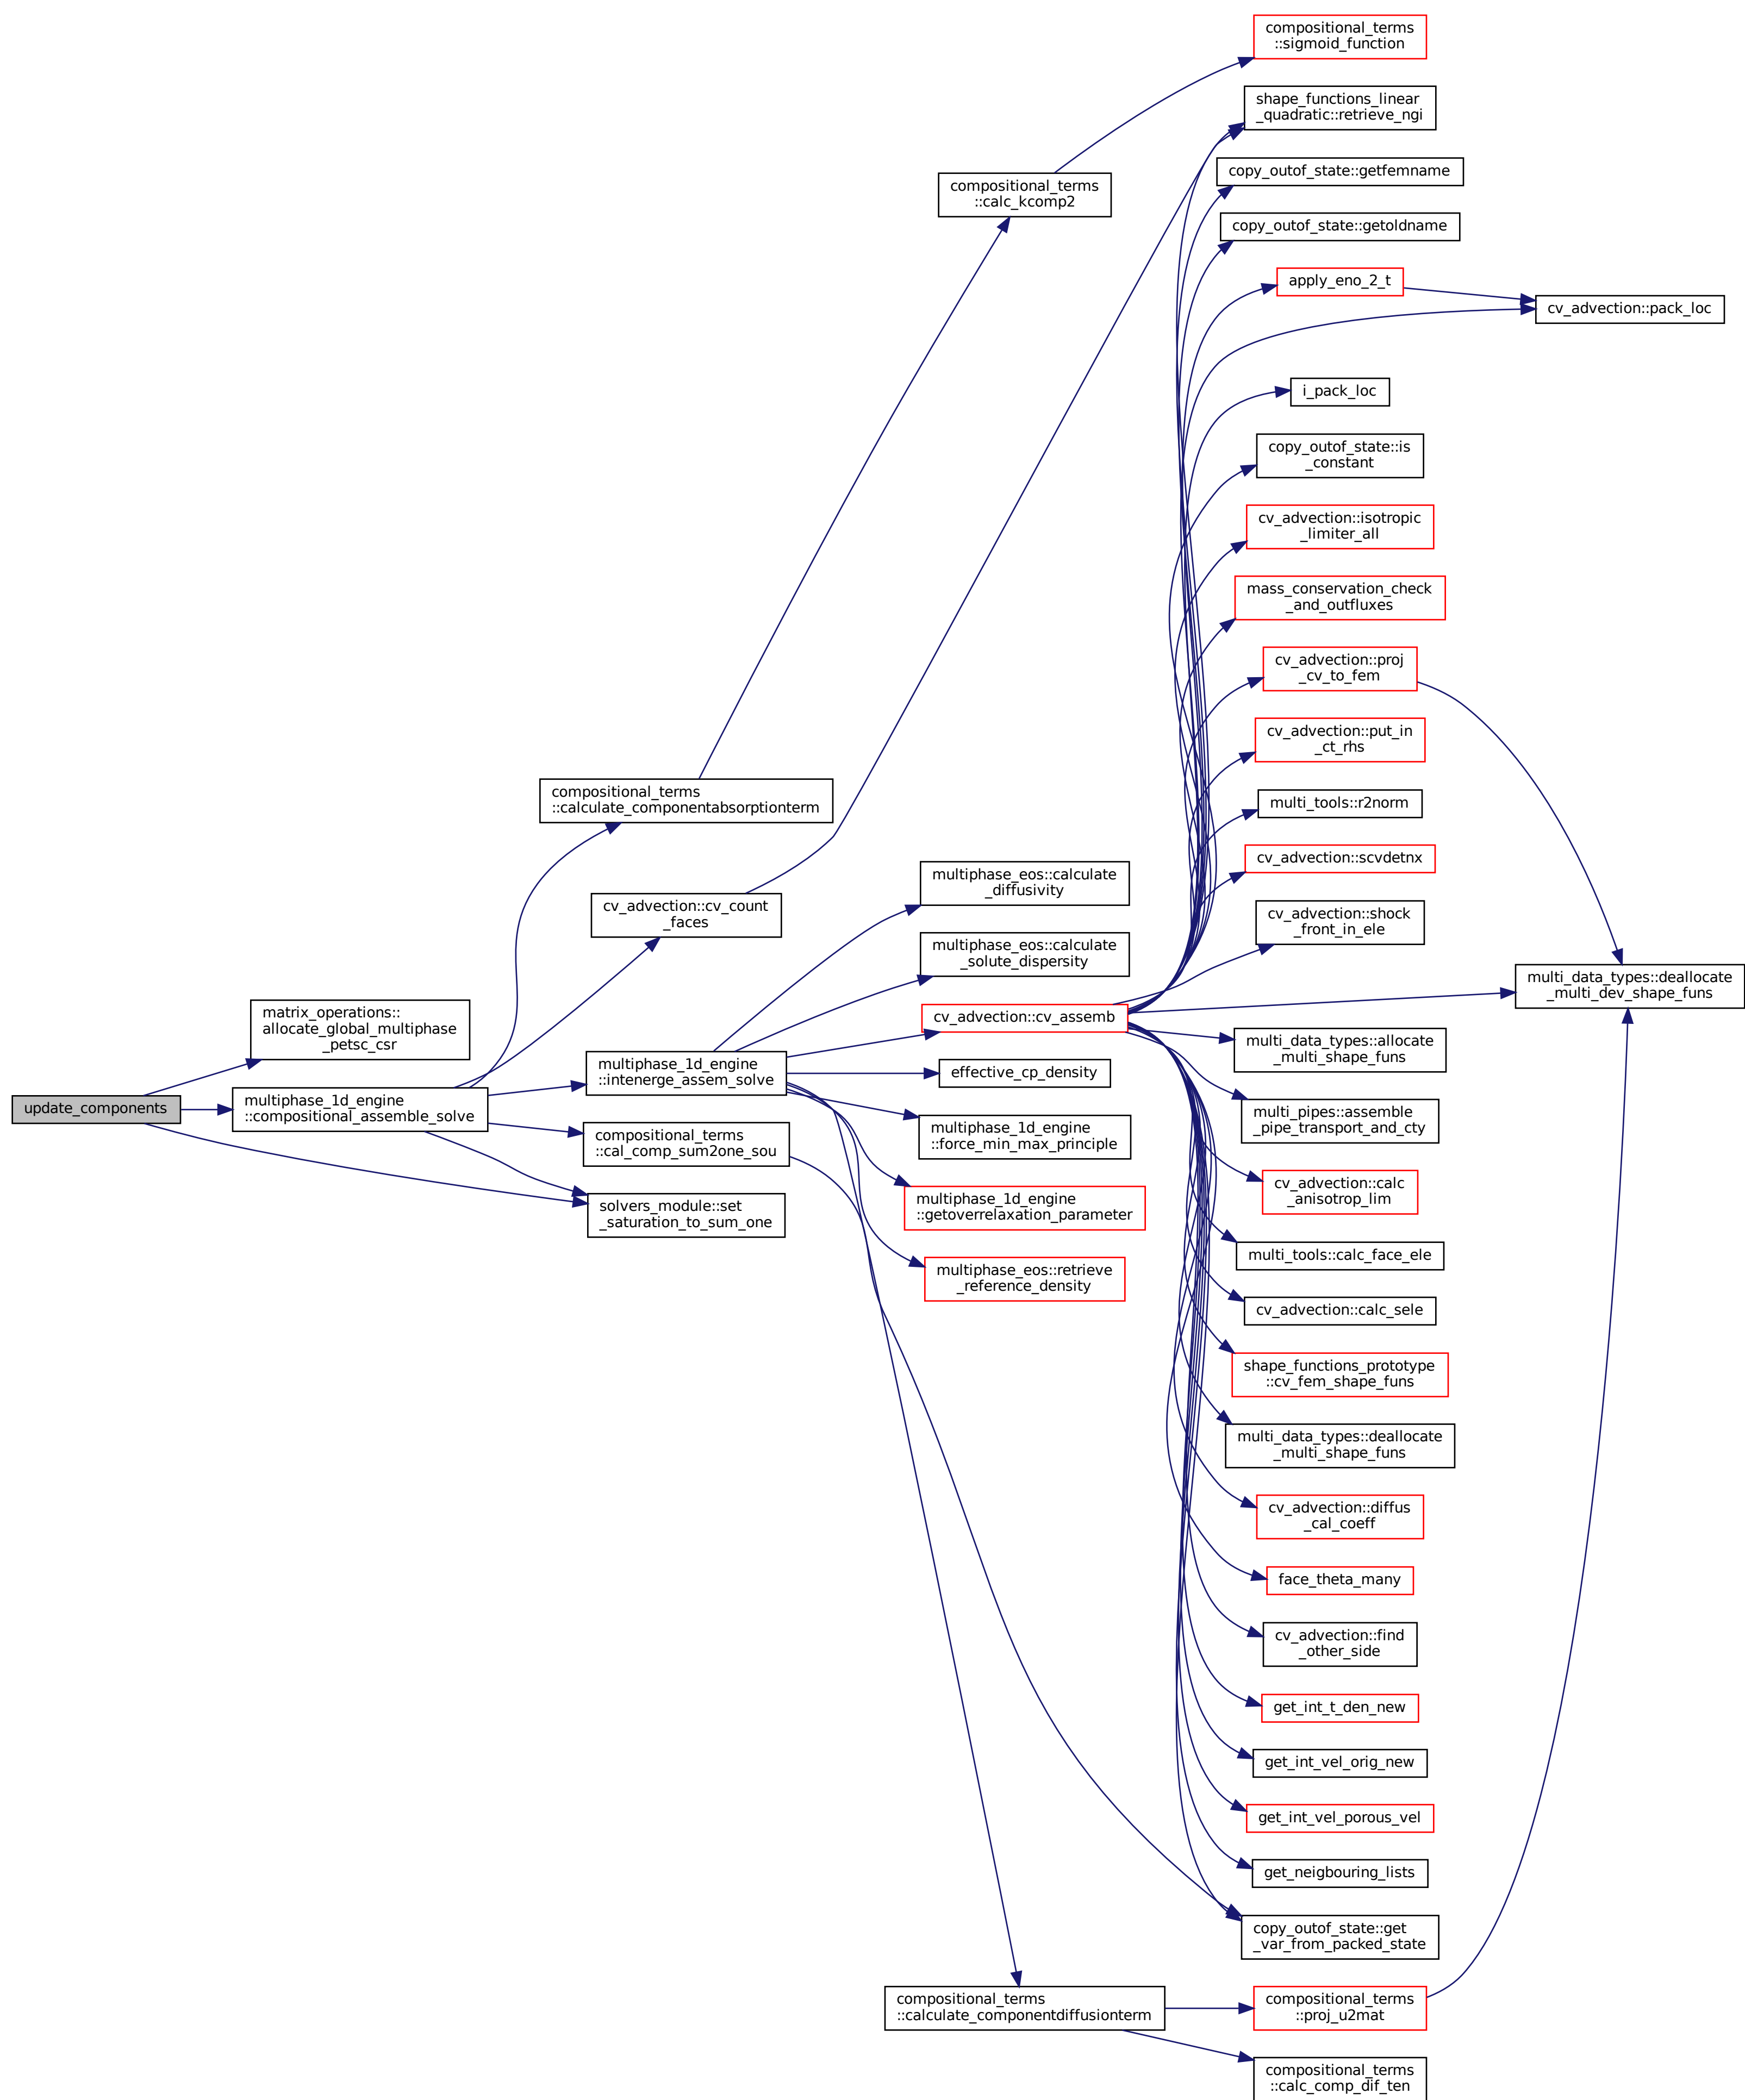 update_components
matrix_operations::
allocate_global_multiphase
_petsc_csr
multiphase_1d_engine
::compositional_assemble_solve
compositional_terms
::calculate_componentabsorptionterm
cv_advection::cv_count
_faces
multiphase_1d_engine
::intenerge_assem_solve
compositional_terms
::cal_comp_sum2one_sou
solvers_module::set
_saturation_to_sum_one
compositional_terms
::calc_kcomp2
multiphase_eos::calculate
_diffusivity
multiphase_eos::calculate
_solute_dispersity
cv_advection::cv_assemb
effective_cp_density
multiphase_1d_engine
::force_min_max_principle
multiphase_1d_engine
::getoverrelaxation_parameter
multiphase_eos::retrieve
_reference_density
compositional_terms
::calculate_componentdiffusionterm
compositional_terms
::sigmoid_function
shape_functions_linear
_quadratic::retrieve_ngi
copy_outof_state::getfemname
copy_outof_state::getoldname
apply_eno_2_t
i_pack_loc
copy_outof_state::is
_constant
cv_advection::isotropic
_limiter_all
mass_conservation_check
_and_outfluxes
cv_advection::proj
_cv_to_fem
cv_advection::put_in
_ct_rhs
multi_tools::r2norm
cv_advection::scvdetnx
cv_advection::shock
_front_in_ele
multi_data_types::allocate
_multi_shape_funs
multi_pipes::assemble
_pipe_transport_and_cty
cv_advection::calc
_anisotrop_lim
multi_tools::calc_face_ele
cv_advection::calc_sele
shape_functions_prototype
::cv_fem_shape_funs
multi_data_types::deallocate
_multi_shape_funs
cv_advection::diffus
_cal_coeff
face_theta_many
cv_advection::find
_other_side
get_int_t_den_new
get_int_vel_orig_new
get_int_vel_porous_vel
get_neigbouring_lists
copy_outof_state::get
_var_from_packed_state
compositional_terms
::proj_u2mat
compositional_terms
::calc_comp_dif_ten
cv_advection::pack_loc
multi_data_types::deallocate
_multi_dev_shape_funs